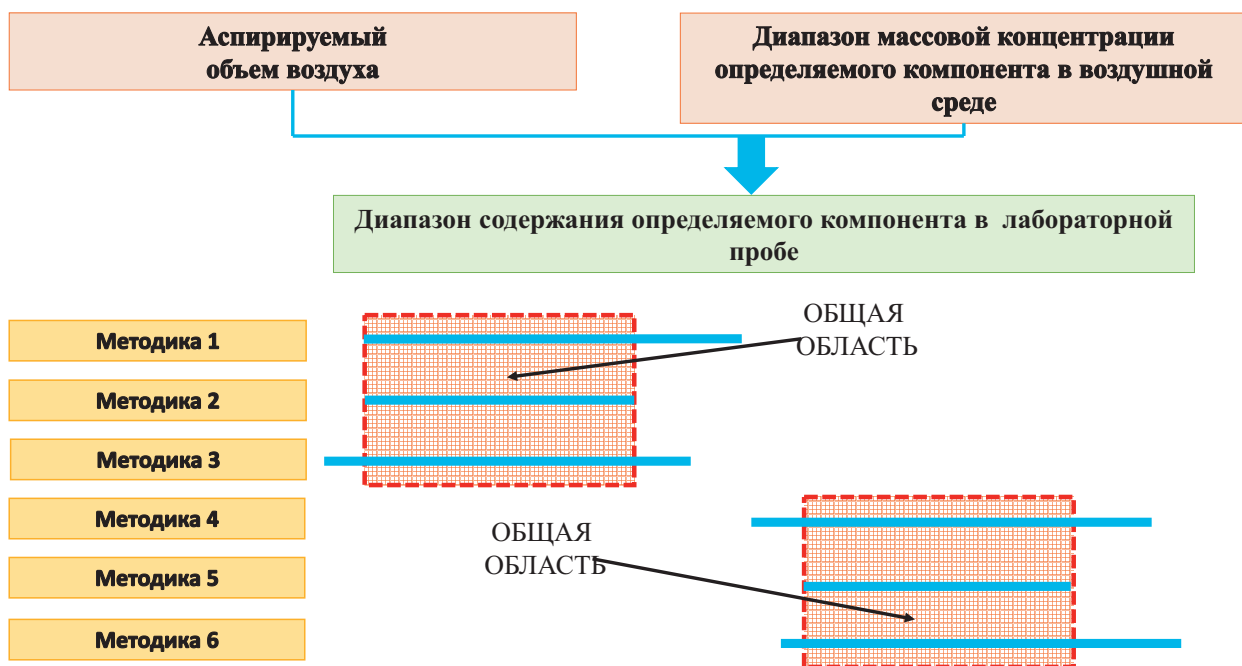 Аспирируемый
объем воздуха
Диапазон массовой концентрации
определяемого компонента в воздушной
среде
Диапазон содержания определяемого компонента в лабораторной
пробе
Методика 1
Методика 2
Методика 3
Методика 4
Методика 5
Методика 6
ОБЩАЯ
ОБЛАСТЬ
ОБЩАЯ
ОБЛАСТЬ